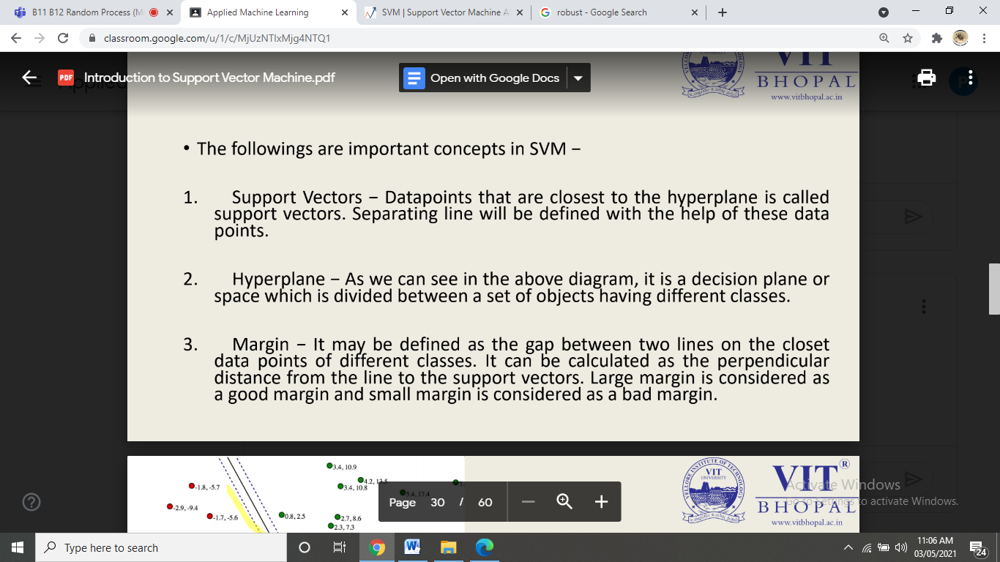 B11 B12 Random Process (M
Applied Machine Learning
SVM | Support Vector Machine A
robust - Google Search
classroom.google.com/u/1/c/MjUzNTIxMjg4NTQ1
PDF Introduction to Support Vector Machine.pdf
Open with Google Docs
VIT
BHOPAL
www.vitbhopal.ac.in
• The followings are important concepts in SVM –
1. Support Vectors – Datapoints that are closest to the hyperplane is called
support vectors. Separating line will be defined with the help of these data
points.
2. Hyperplane – As we can see in the above diagram, it is a decision plane or
space which is divided between a set of objects having different classes.
3. Margin – It may be defined as the gap between two lines on the closet
data points of different classes. It can be calculated as the perpendicular
distance from the line to the support vectors. Large margin is considered as
a good margin and small margin is considered as a bad margin.
3.4, 10.9
4.2, 13.5
3.4, 10.8
-1.8, -5.7
5.4, 17.4
-2.9, -9.4
-1.7, -5.6
0.8, 2.5
2.7, 8.6
2.3, 7.3
Page 30 / 60
VELLORE INSTITUTE OF TECHNOLOGY
VIT
UNIVERSITY
VIT ®
BHOPAL
www.vitbhopal.ac.in
Activate Windows
Go to Settings to activate Windows.
Type here to search
11:06 AM
03/05/2021
24